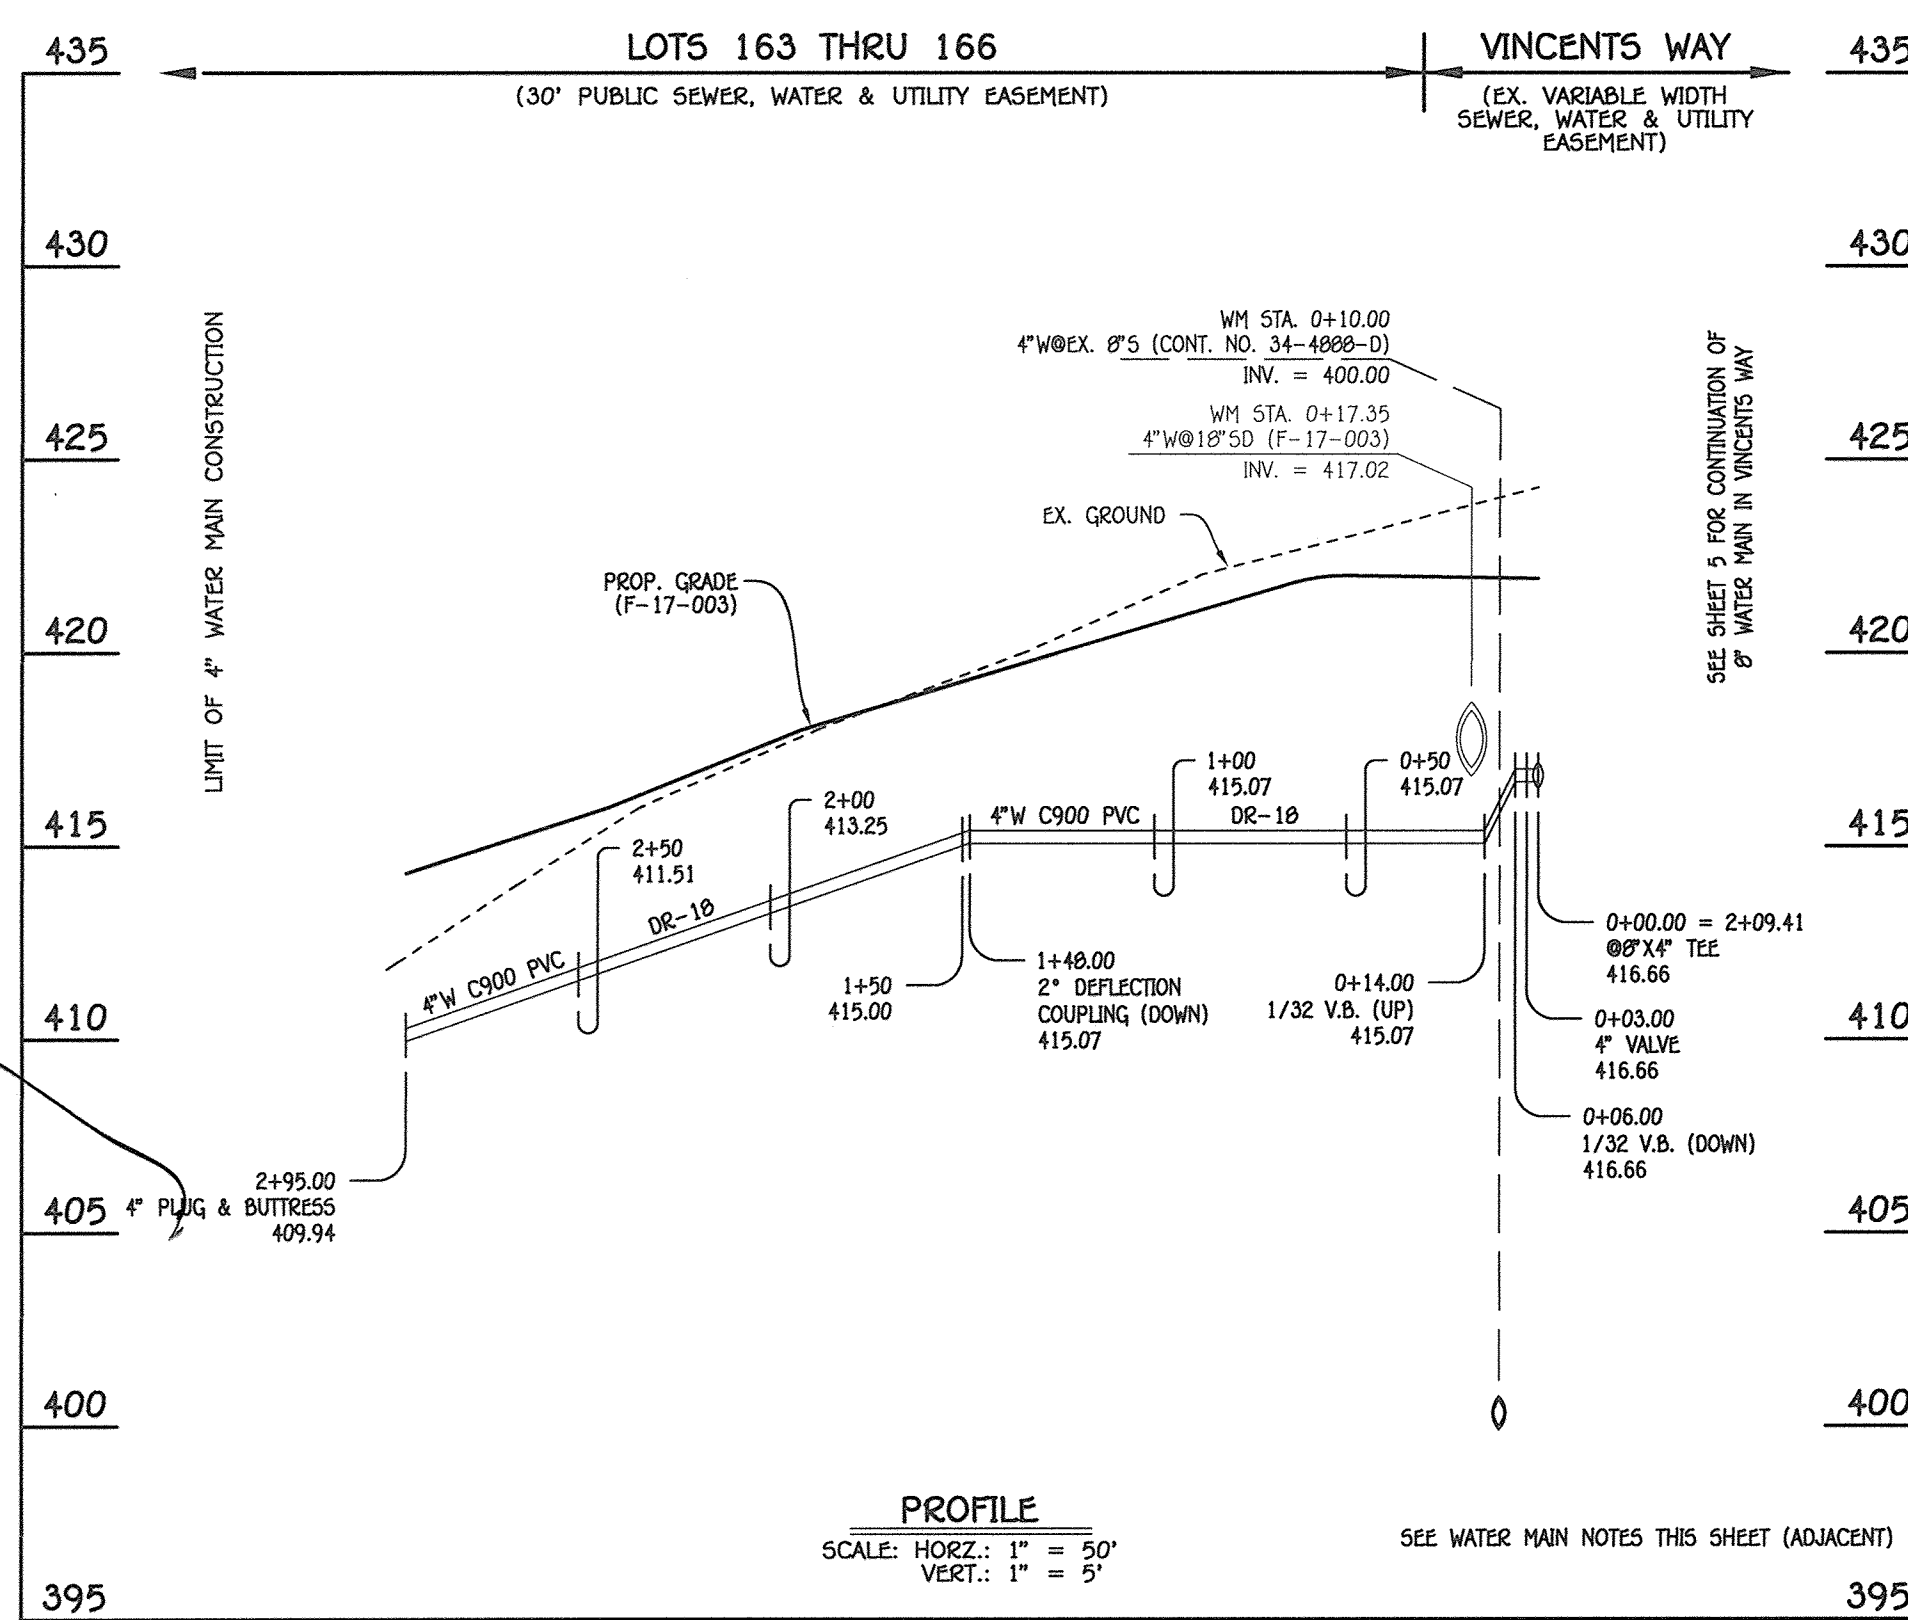 435
LOTS 163 THRU 166
(30' PUBLIC SEWER, WATER & UTILITY EASEMENT)
VINCENTS WAY
(EX. VARIABLE WIDTH
SEWER, WATER & UTILITY
EASEMENT)
435
430
430
LIMIT OF 4" WATER MAIN CONSTRUCTION
WM STA. 0+10.00
4"W@EX. 8"S (CONT. NO. 34-4888-D)
INV. = 400.00
WM STA. 0+17.35
4"W@18"SD (F-17-003)
INV. = 417.02
SEE SHEET 5 FOR CONTINUATION OF
8" WATER MAIN IN VINCENTS WAY
425
425
EX. GROUND
PROP. GRADE
(F-17-003)
420
420
415
415
2+50
411.51
2+00
413.25
4"W C900 PVC
1+00
415.07
DR-18
0+50
415.07
4"W C900 PVC
DR-18
410
410
1+50
415.00
1+48.00
2° DEFLECTION
COUPLING (DOWN)
415.07
0+14.00
1/32 V.B. (UP)
415.07
0+00.00 = 2+09.41
@8"X4" TEE
416.66
0+03.00
4" VALVE
416.66
0+06.00
1/32 V.B. (DOWN)
416.66
2+95.00
4" PLUG & BUTTRESS
409.94
405
405
400
400
PROFILE
SCALE: HORZ.: 1" = 50'
VERT.: 1" = 5'
SEE WATER MAIN NOTES THIS SHEET (ADJACENT)
395
395